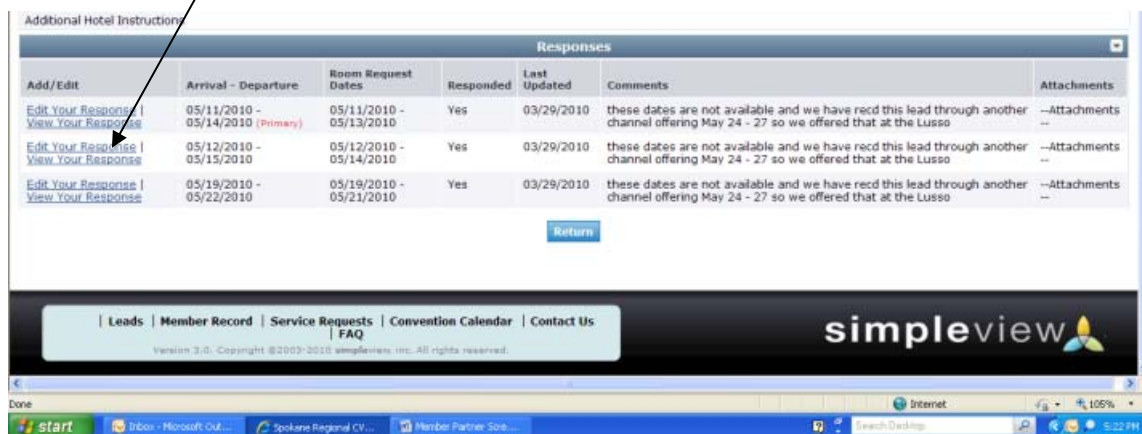 Additional Hotel Instructions
Responses
Add/Edit Arrival - Departure Room Request Dates Responded Last Updated Comments Attachments
Edit Your Response | 05/11/2010 - 05/11/2010 - Yes 03/29/2010 these dates are not available and we have recd this lead through another --Attachments
View Your Response 05/14/2010 (Primary) 05/13/2010 channel offering May 24 - 27 so we offered that at the Lusso --
Edit Your Response | 05/12/2010 - 05/12/2010 - Yes 03/29/2010 these dates are not available and we have recd this lead through another --Attachments
View Your Response 05/15/2010 05/14/2010 channel offering May 24 - 27 so we offered that at the Lusso --
Edit Your Response | 05/19/2010 - 05/19/2010 - Yes 03/29/2010 these dates are not available and we have recd this lead through another --Attachments
View Your Response 05/22/2010 05/21/2010 channel offering May 24 - 27 so we offered that at the Lusso --
Return
| Leads | Member Record | Service Requests | Convention Calendar | Contact Us
| FAQ
Version 3.0. Copyright ©2003-2010 simpleview, inc. All rights reserved.
simpleview
Done Internet 105%
start Inbox - Microsoft Out... Spokane Regional CV... Member Partner Scre... Search Desktop 5:22 PM